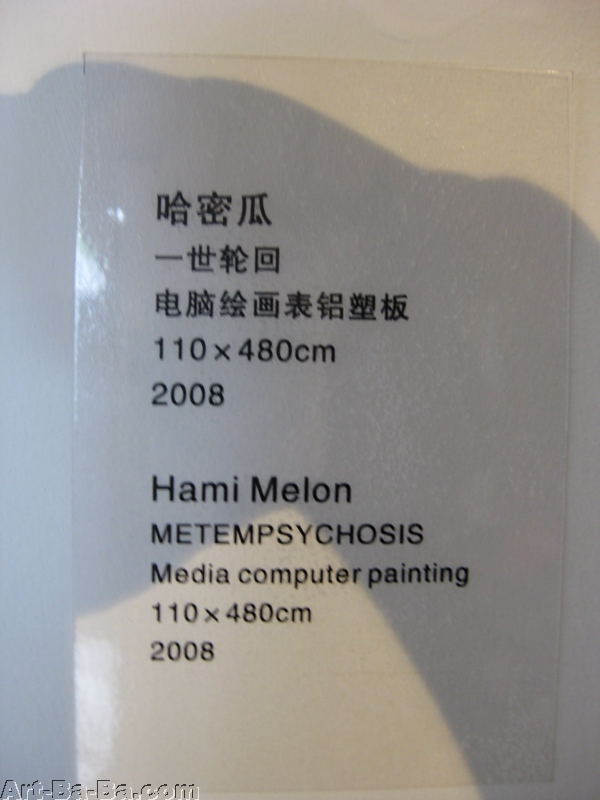 哈密瓜
一世轮回
电脑绘画表铝塑板
110×480cm
2008
Hami Melon
METEMPSYCHOSIS
Media computer painting
110×480cm
2008
Art-Ba-Ba.com